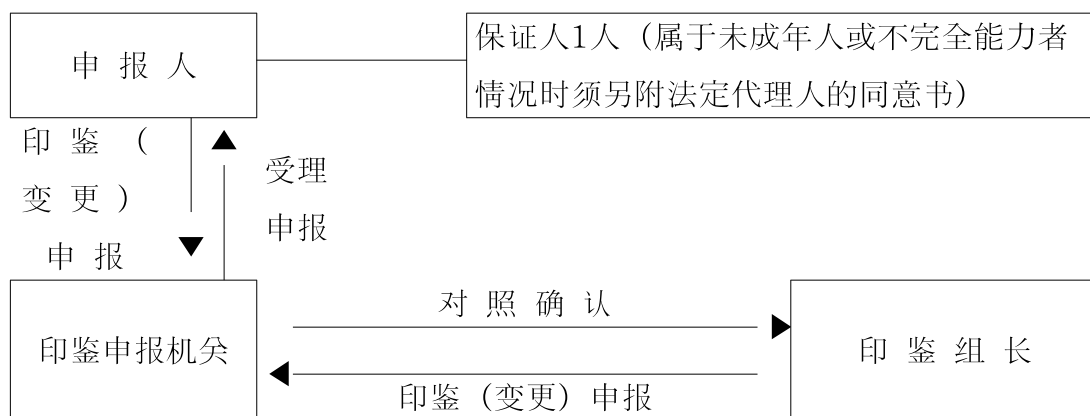 申 报 人
保证人1人（属于未成年人或不完全能力者
情况时须另附法定代理人的同意书）
印 鉴 （
变 更 ）
申 报
受理
申报
印鉴申报机关
对 照 确 认
印鉴（变更）申报
印 鉴 组 长